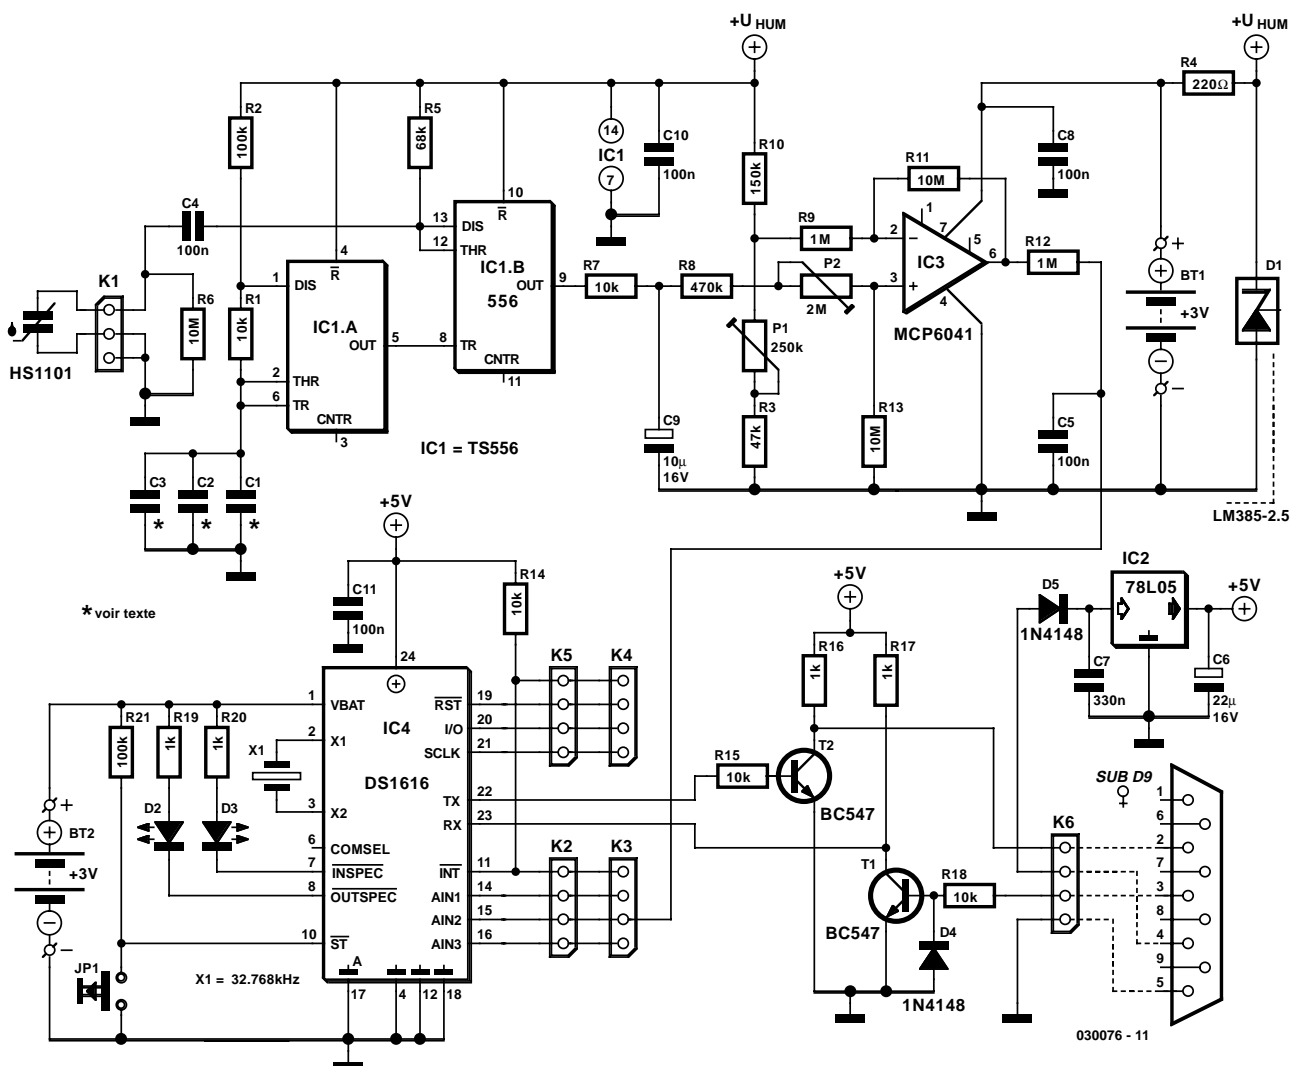 +U HUM
+U HUM
R4
220Ω
R2
100k
R5
68k
14
IC1
7
C10
100n
R10
150k
R11
10M
C8
100n
C4
100n
10
R
13
DIS
12
THR
IC1.B
556
OUT
9
8
TR
CNTR
11
4
R
1
DIS
IC1.A
OUT
5
2
THR
6
TR
CNTR
3
K1
HS1101
R6
10M
R1
10k
R7
10k
R8
470k
R9
1M
P2
2M
1
2
–
7
5
6
IC3
3
+
4
MCP6041
R12
1M
+
BT1
+3V
–
D1
P1
250k
R3
47k
C9
10µ
16V
R13
10M
C5
100n
LM385-2.5
IC1 = TS556
C3
*
C2
*
C1
*
* voir texte
+5V
C11
100n
R14
10k
K5
K4
24
1
VBAT
IC4
DS1616
2
X1
3
X2
6
COMSEL
7
INSPEC
8
OUTSPEC
10
ST
RST
19
I/O
20
SCLK
21
TX
22
RX
23
INT
11
AIN1
14
AIN2
15
AIN3
16
A
17
4
12
18
R21
100k
R19
1k
R20
1k
X1
D2
D3
+
BT2
+3V
–
JP1
X1 = 32.768kHz
K2
K3
+5V
R16
1k
R17
1k
R15
10k
T2
BC547
T1
BC547
R18
10k
D4
1N4148
D5
1N4148
IC2
78L05
+5V
C7
330n
C6
22µ
16V
SUB D9
K6
1
6
2
7
3
8
4
9
5
030076 - 11